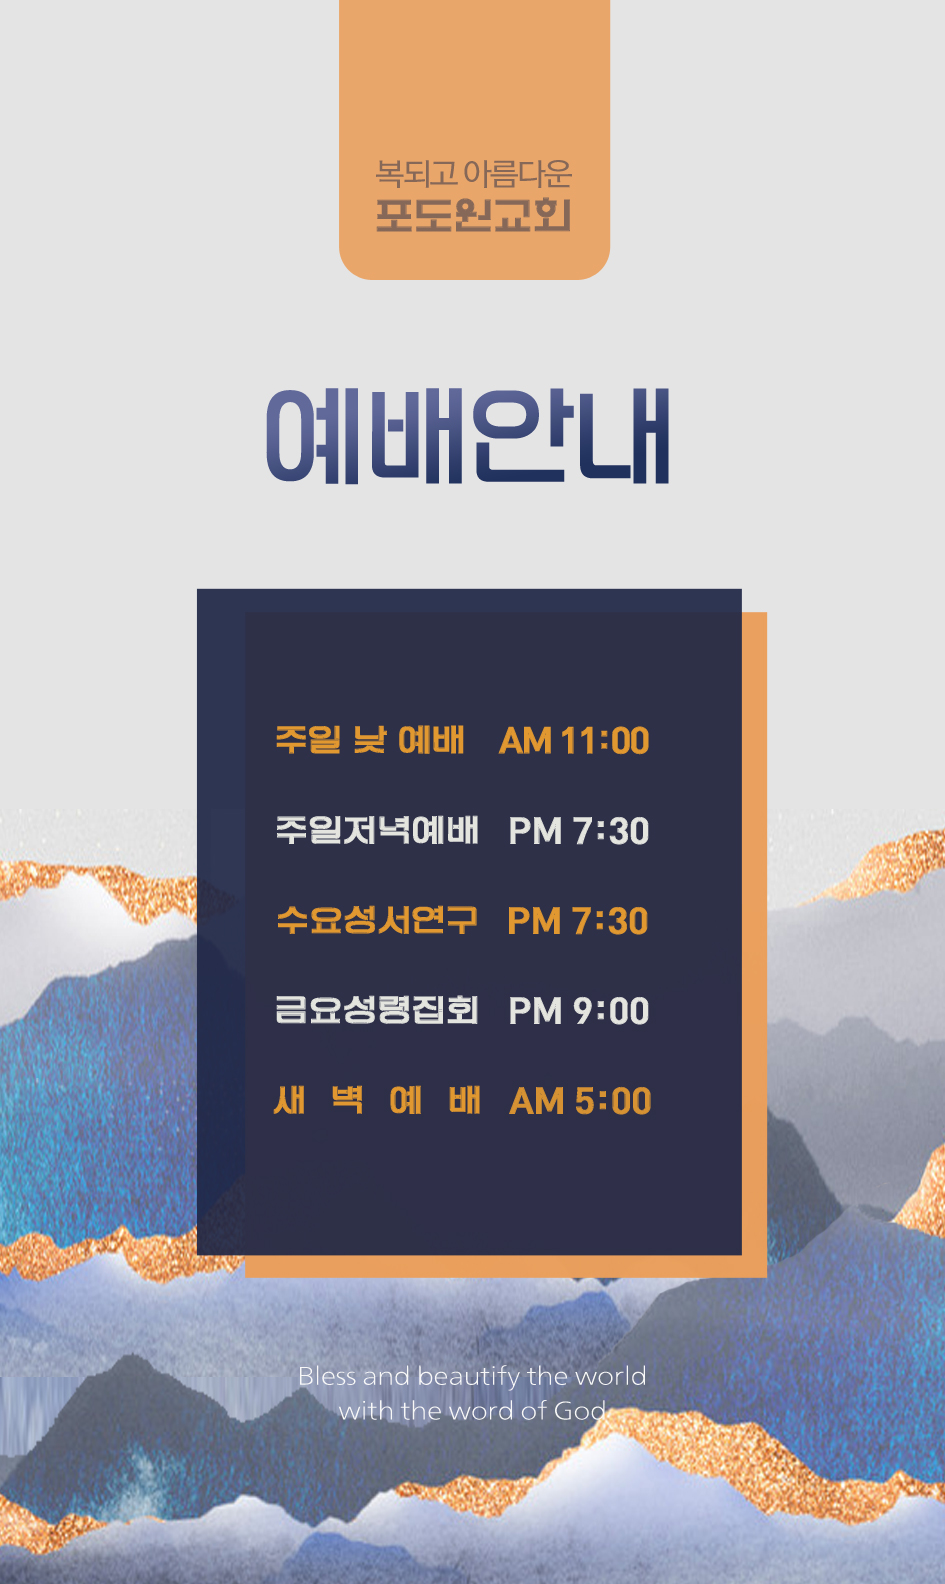 복되고 아름다운
포도원교회
예배안내
주일 낮 예배 AM 11:00
주일저녁예배 PM 7:30
수요성서연구 PM 7:30
금요성령집회 PM 9:00
새 벽 예 배 AM 5:00
Bless and beautify the world
with the word of God.